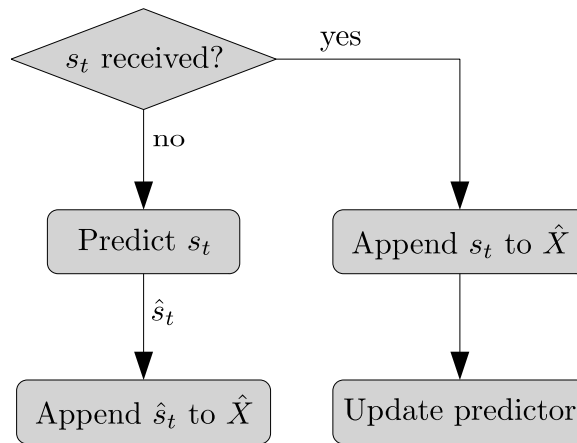 s_t received?
yes
no
Predict s_t
Append s_t to X̂
ŝ_t
Append ŝ_t to X̂
Update predictor